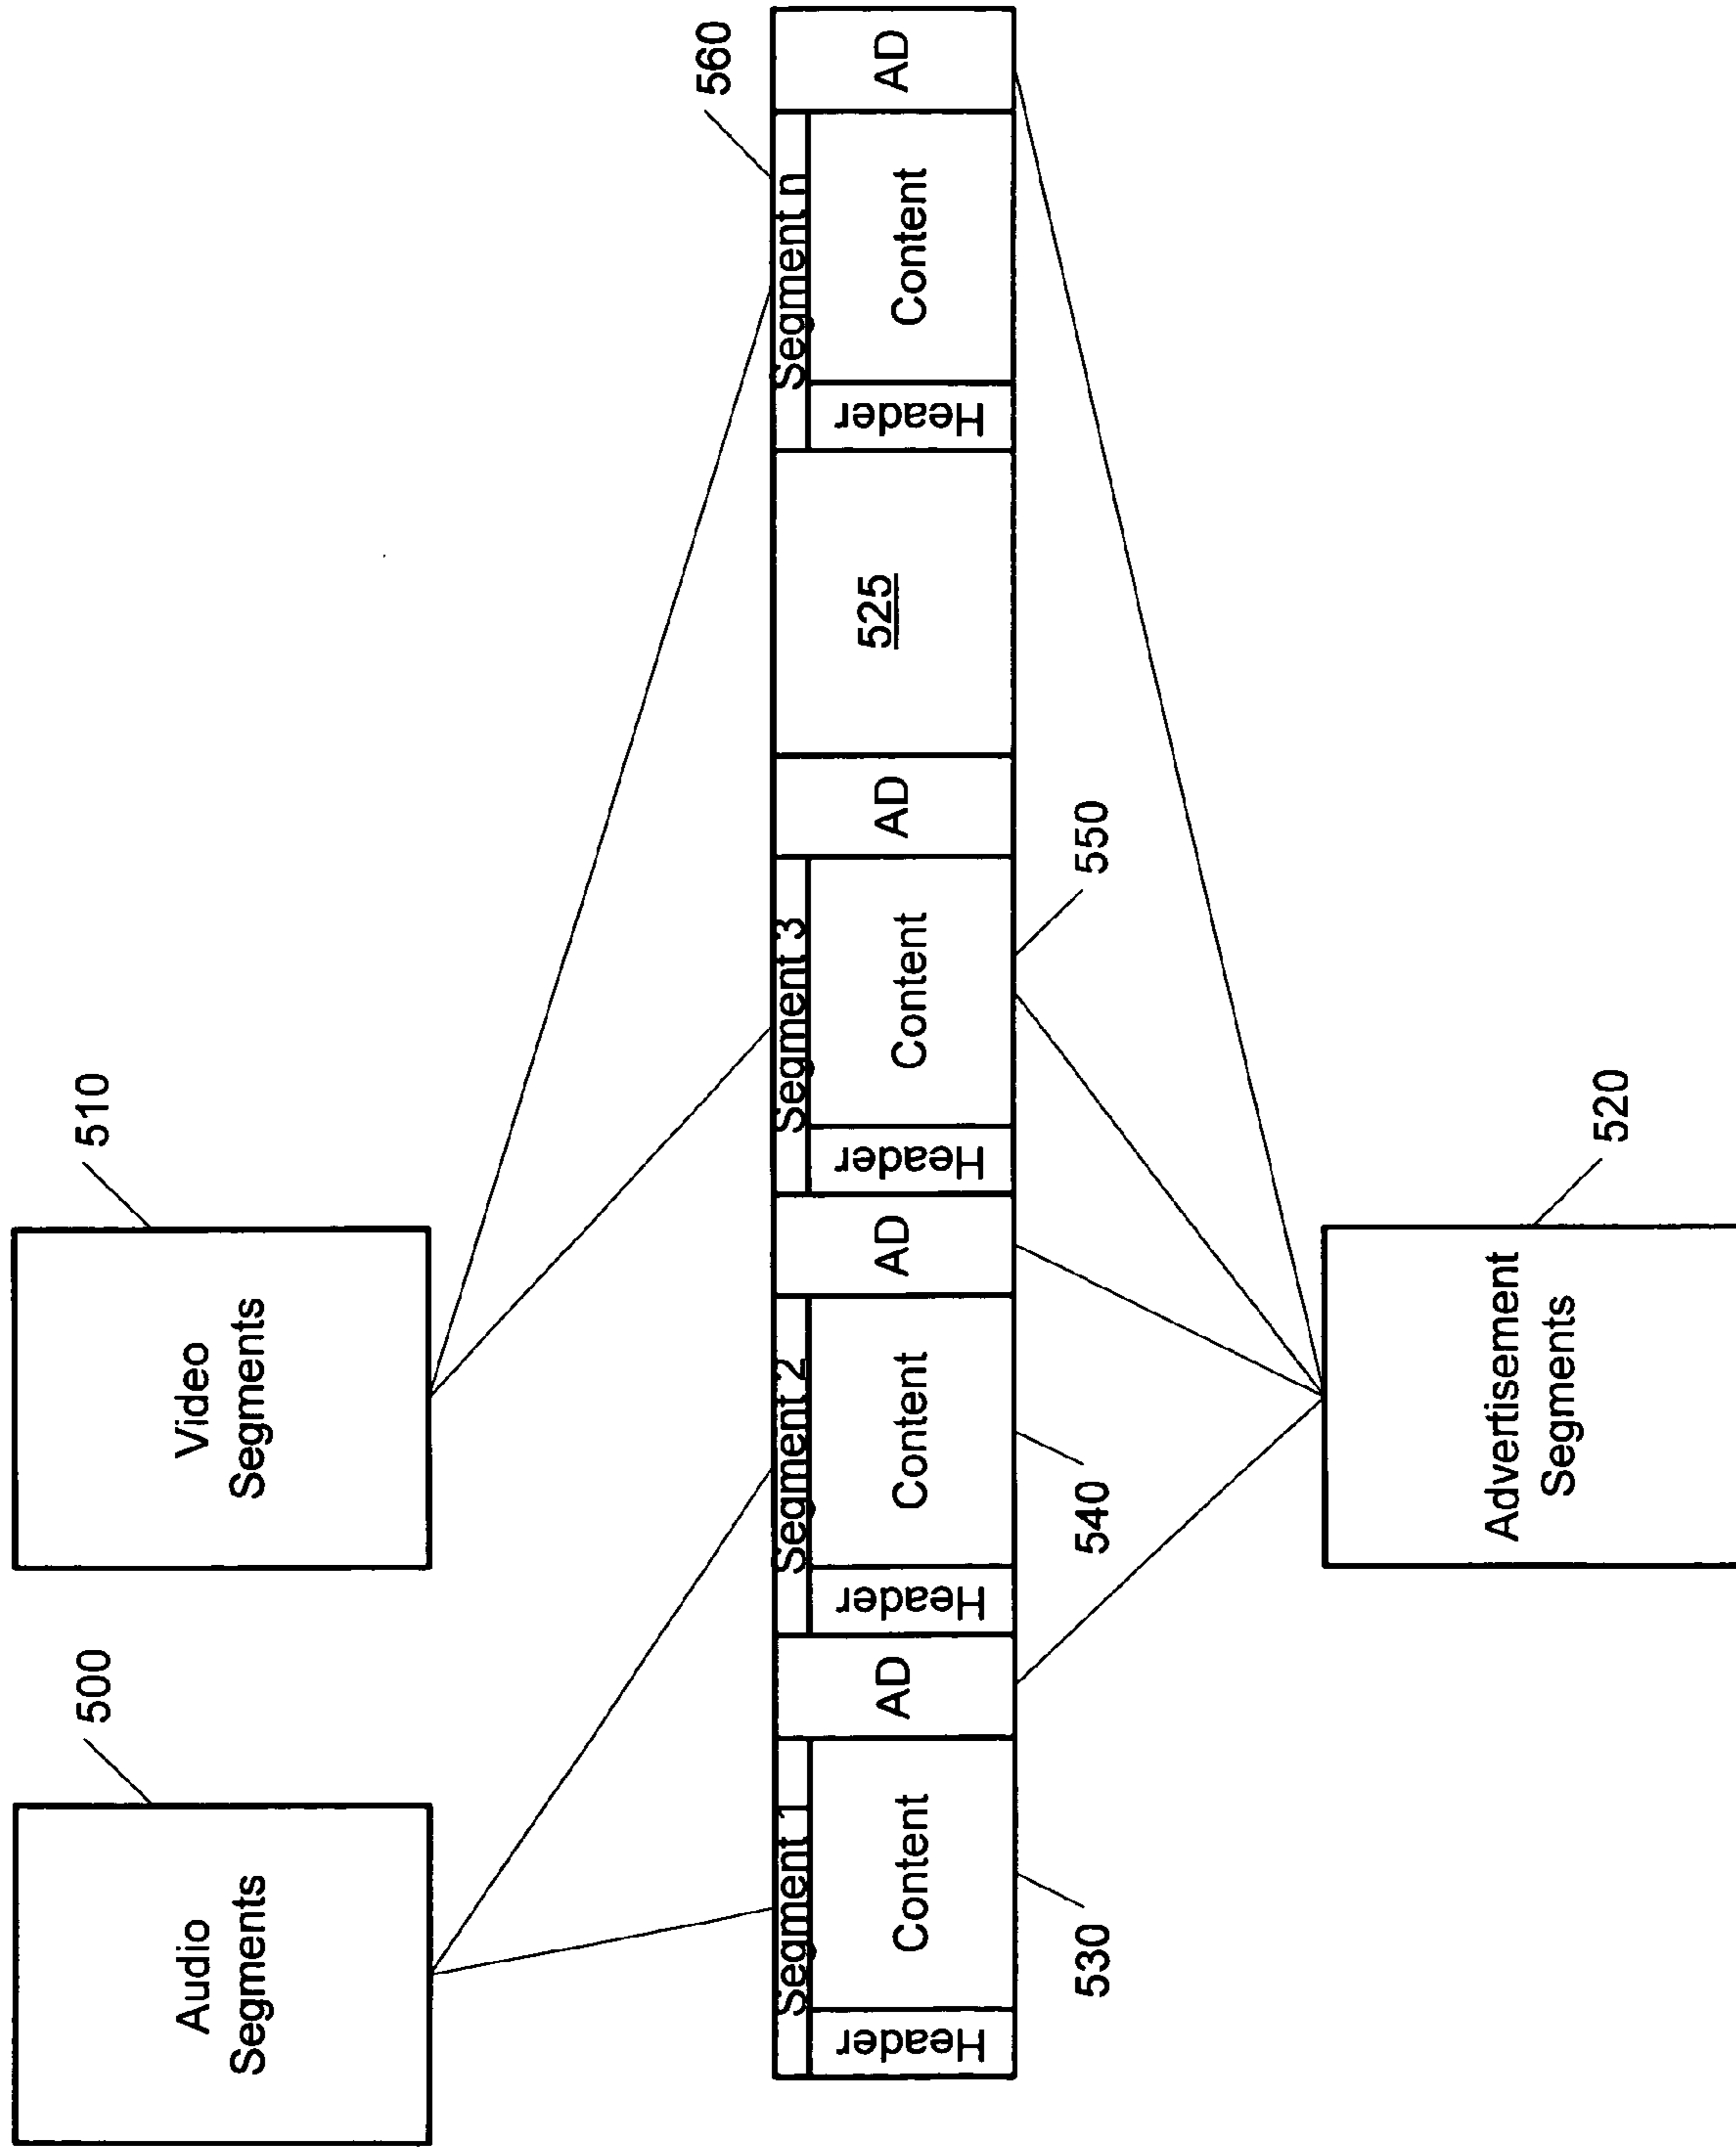 500
510
Audio
Segments
Video
Segments
560
Segment 1
Segment 2
Segment 3
Segment n
Header
Content
AD
Header
Content
AD
Header
Content
AD
525
Header
Content
AD
530
540
550
520
Advertisement
Segments